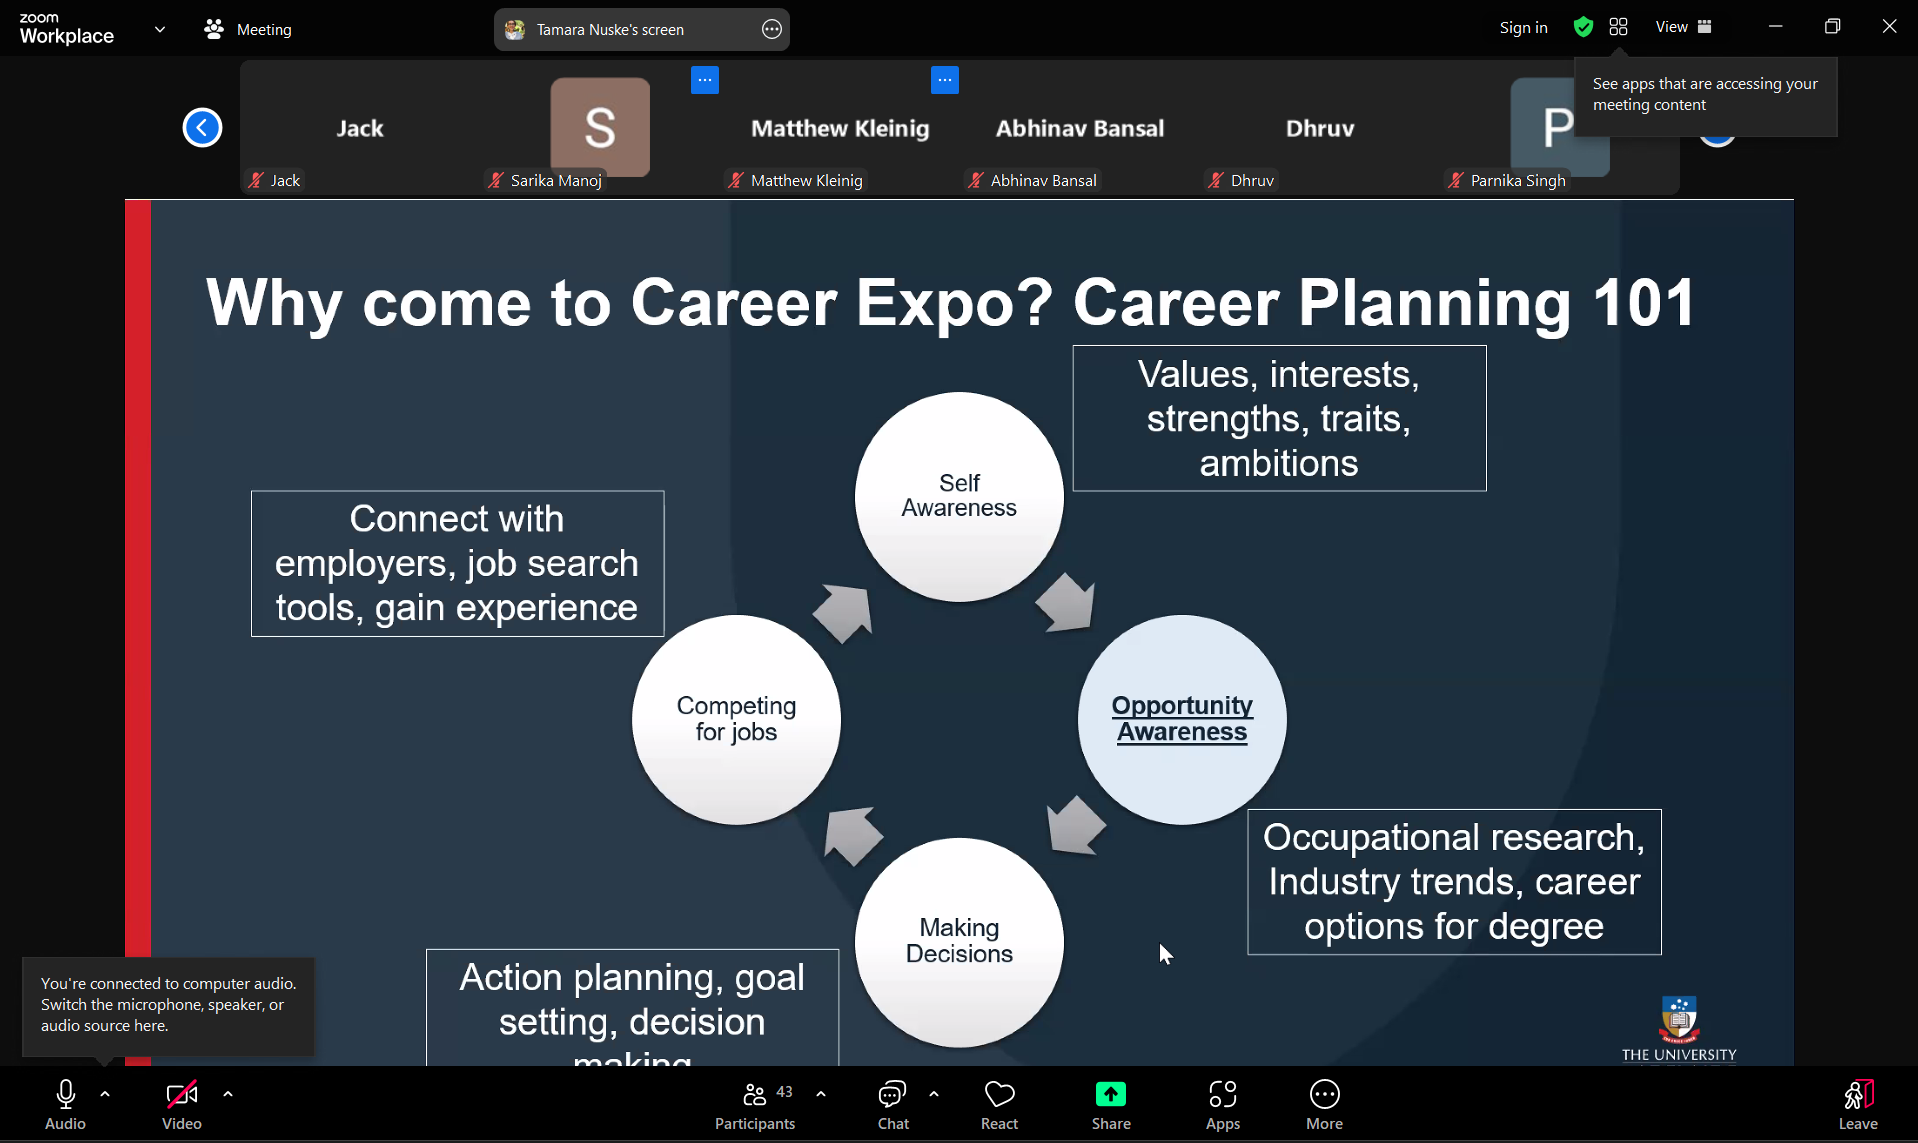 zoom
Workplace
Meeting
Tamara Nuske's screen
Sign in
View
See apps that are accessing your
meeting content
Jack
S
Matthew Kleinig
Abhinav Bansal
Dhruv
P
Jack
Sarika Manoj
Matthew Kleinig
Abhinav Bansal
Dhruv
Parnika Singh
Why come to Career Expo? Career Planning 101
Values, interests,
strengths, traits,
ambitions
Self
Awareness
Connect with
employers, job search
tools, gain experience
Competing
for jobs
Opportunity
Awareness
Occupational research,
Industry trends, career
options for degree
Making
Decisions
Action planning, goal
setting, decision
making
You're connected to computer audio.
Switch the microphone, speaker, or
audio source here.
THE UNIVERSITY
Audio
Video
43
Participants
Chat
React
Share
Apps
More
Leave